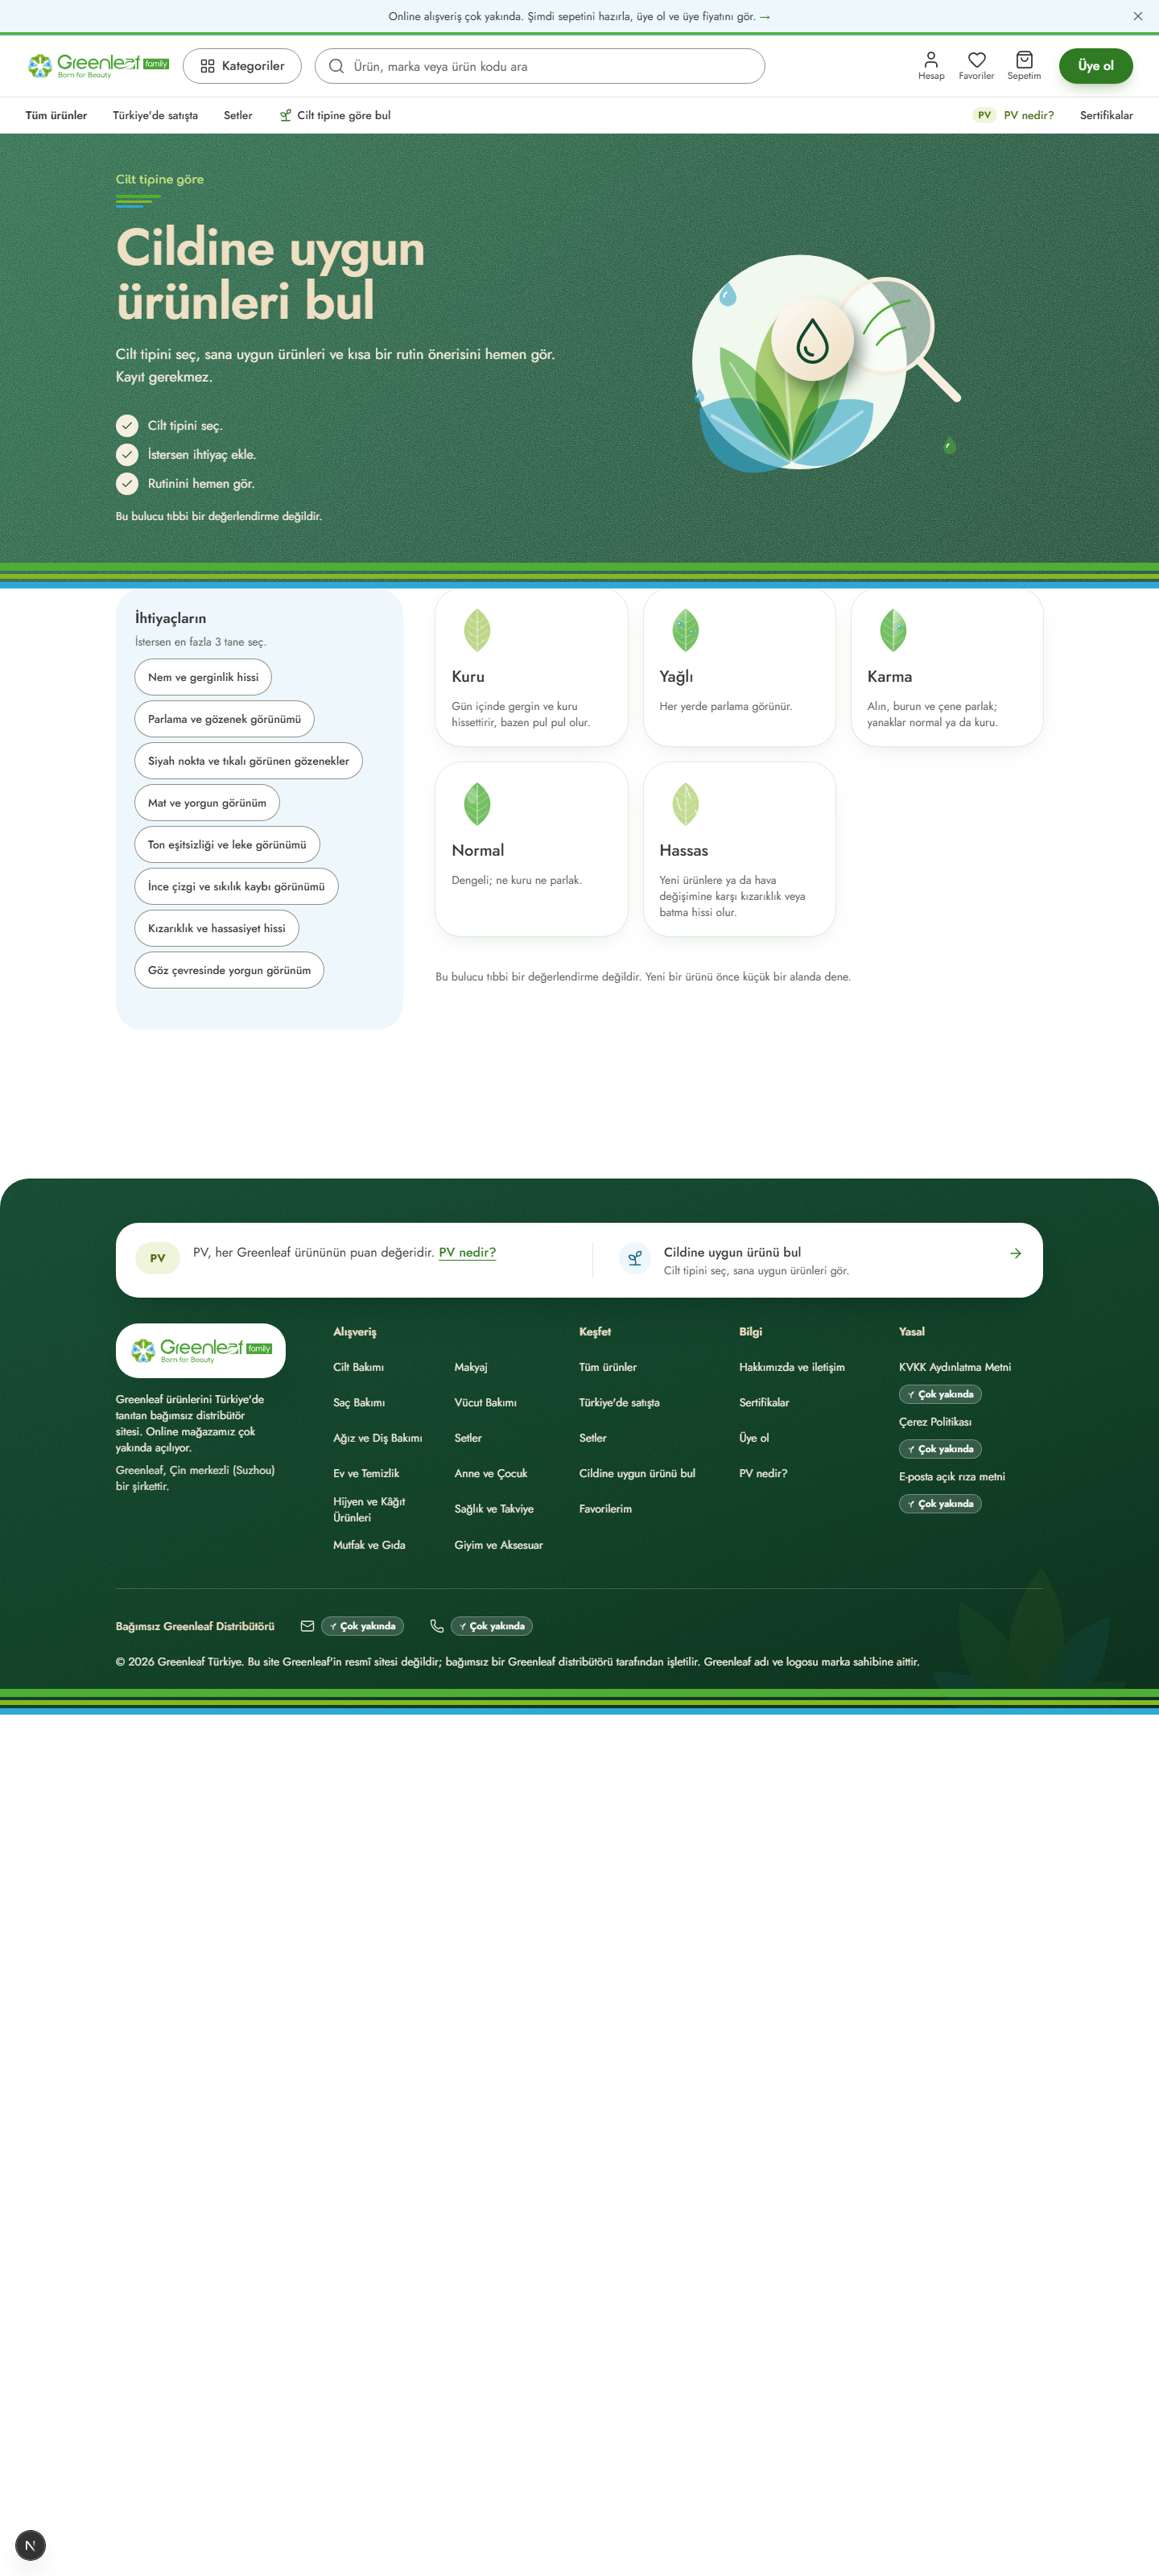 Online alışveriş çok yakında. Şimdi sepetini hazırla, üye ol ve üye fiyatını gör. →
Greenleaf family
Born for Beauty
Kategoriler
Ürün, marka veya ürün kodu ara
Hesap
Favoriler
Sepetim
Üye ol
Tüm ürünler
Türkiye'de satışta
Setler
Cilt tipine göre bul
PV
PV nedir?
Sertifikalar
Cilt tipine göre
Cildine uygun
ürünleri bul
Cilt tipini seç, sana uygun ürünleri ve kısa bir rutin önerisini hemen gör.
Kayıt gerekmez.
Cilt tipini seç.
İstersen ihtiyaç ekle.
Rutinini hemen gör.
Bu bulucu tıbbi bir değerlendirme değildir.
İhtiyaçların
İstersen en fazla 3 tane seç.
Nem ve gerginlik hissi
Parlama ve gözenek görünümü
Siyah nokta ve tıkalı görünen gözenekler
Mat ve yorgun görünüm
Ton eşitsizliği ve leke görünümü
İnce çizgi ve sıkılık kaybı görünümü
Kızarıklık ve hassasiyet hissi
Göz çevresinde yorgun görünüm
Kuru
Gün içinde gergin ve kuru
hissettirir, bazen pul pul olur.
Yağlı
Her yerde parlama görünür.
Karma
Alın, burun ve çene parlak;
yanaklar normal ya da kuru.
Normal
Dengeli; ne kuru ne parlak.
Hassas
Yeni ürünlere ya da hava
değişimine karşı kızarıklık veya
batma hissi olur.
Bu bulucu tıbbi bir değerlendirme değildir. Yeni bir ürünü önce küçük bir alanda dene.
PV
PV, her Greenleaf ürününün puan değeridir. PV nedir?
Cildine uygun ürünü bul
Cilt tipini seç, sana uygun ürünleri gör.
Greenleaf family
Born for Beauty
Greenleaf ürünlerini Türkiye'de
tanıtan bağımsız distribütör
sitesi. Online mağazamız çok
yakında açılıyor.
Greenleaf, Çin merkezli (Suzhou)
bir şirkettir.
Alışveriş
Cilt Bakımı
Saç Bakımı
Ağız ve Diş Bakımı
Ev ve Temizlik
Hijyen ve Kâğıt
Ürünleri
Mutfak ve Gıda
Makyaj
Vücut Bakımı
Setler
Anne ve Çocuk
Sağlık ve Takviye
Giyim ve Aksesuar
Keşfet
Tüm ürünler
Türkiye'de satışta
Setler
Cildine uygun ürünü bul
Favorilerim
Bilgi
Hakkımızda ve iletişim
Sertifikalar
Üye ol
PV nedir?
Yasal
KVKK Aydınlatma Metni
Çok yakında
Çerez Politikası
Çok yakında
E-posta açık rıza metni
Çok yakında
Bağımsız Greenleaf Distribütörü
Çok yakında
Çok yakında
© 2026 Greenleaf Türkiye. Bu site Greenleaf'in resmî sitesi değildir; bağımsız bir Greenleaf distribütörü tarafından işletilir. Greenleaf adı ve logosu marka sahibine aittir.
N